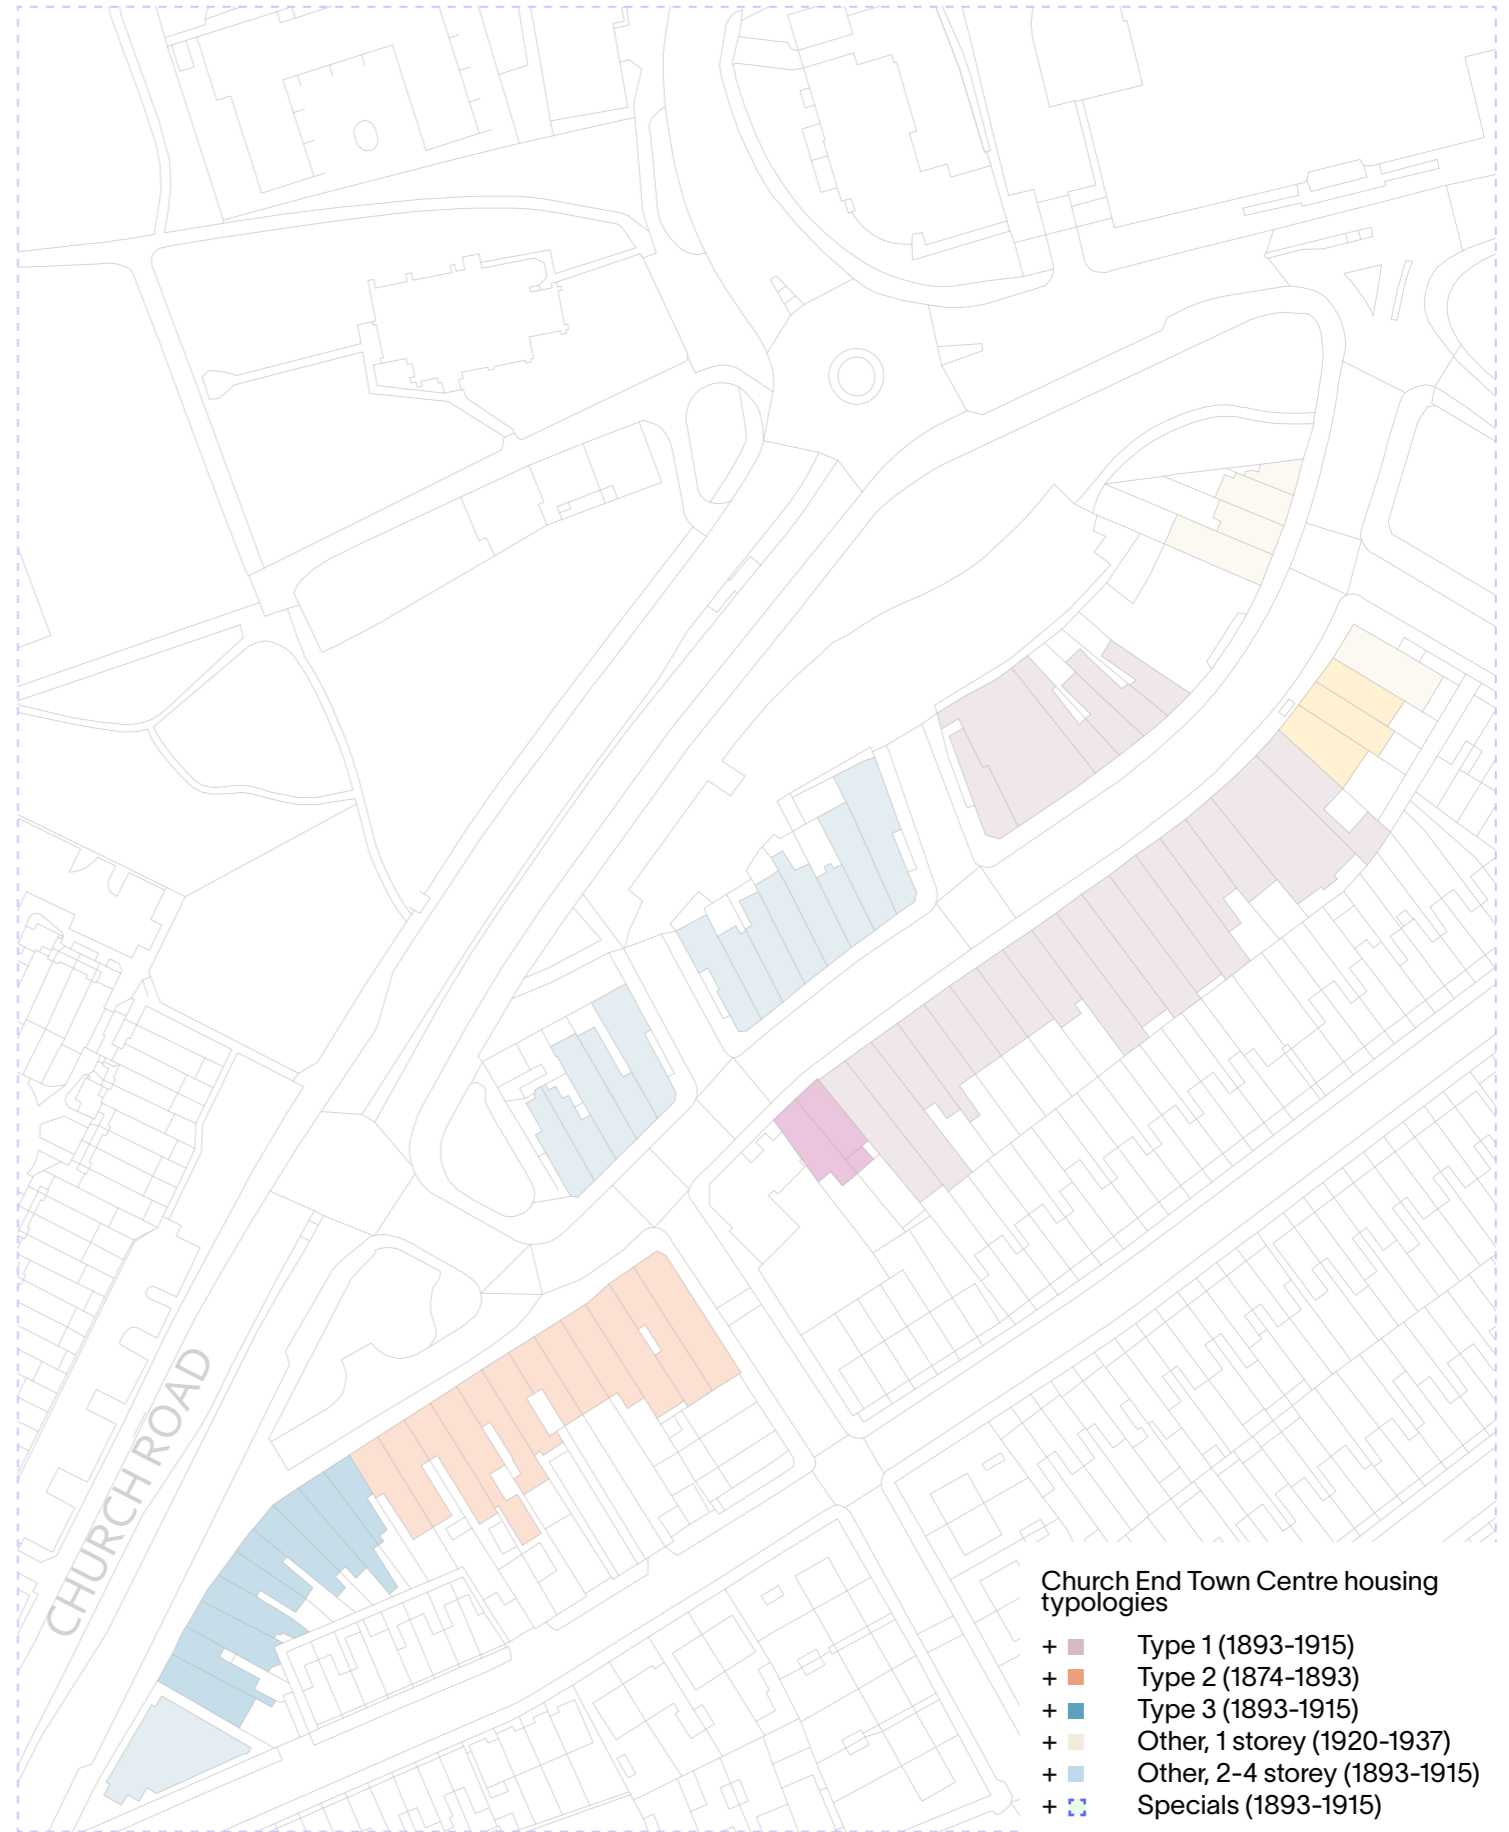 CHURCH ROAD
Church End Town Centre housing
typologies
+ Type 1 (1893-1915)
+ Type 2 (1874-1893)
+ Type 3 (1893-1915)
+ Other, 1 storey (1920-1937)
+ Other, 2-4 storey (1893-1915)
+ Specials (1893-1915)